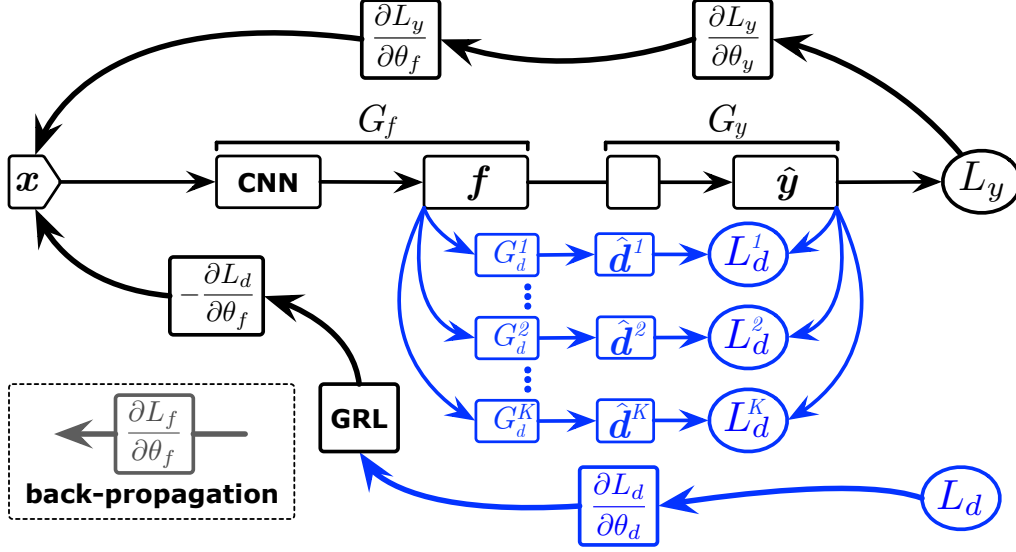 ∂L_y/∂θ_f
∂L_y/∂θ_y
G_f
G_y
x
CNN
f
ŷ
L_y
G_d^1
d̂^1
L_d^1
-∂L_d/∂θ_f
G_d^2
d̂^2
L_d^2
GRL
G_d^K
d̂^K
L_d^K
∂L_f/∂θ_f
back-propagation
∂L_d/∂θ_d
L_d